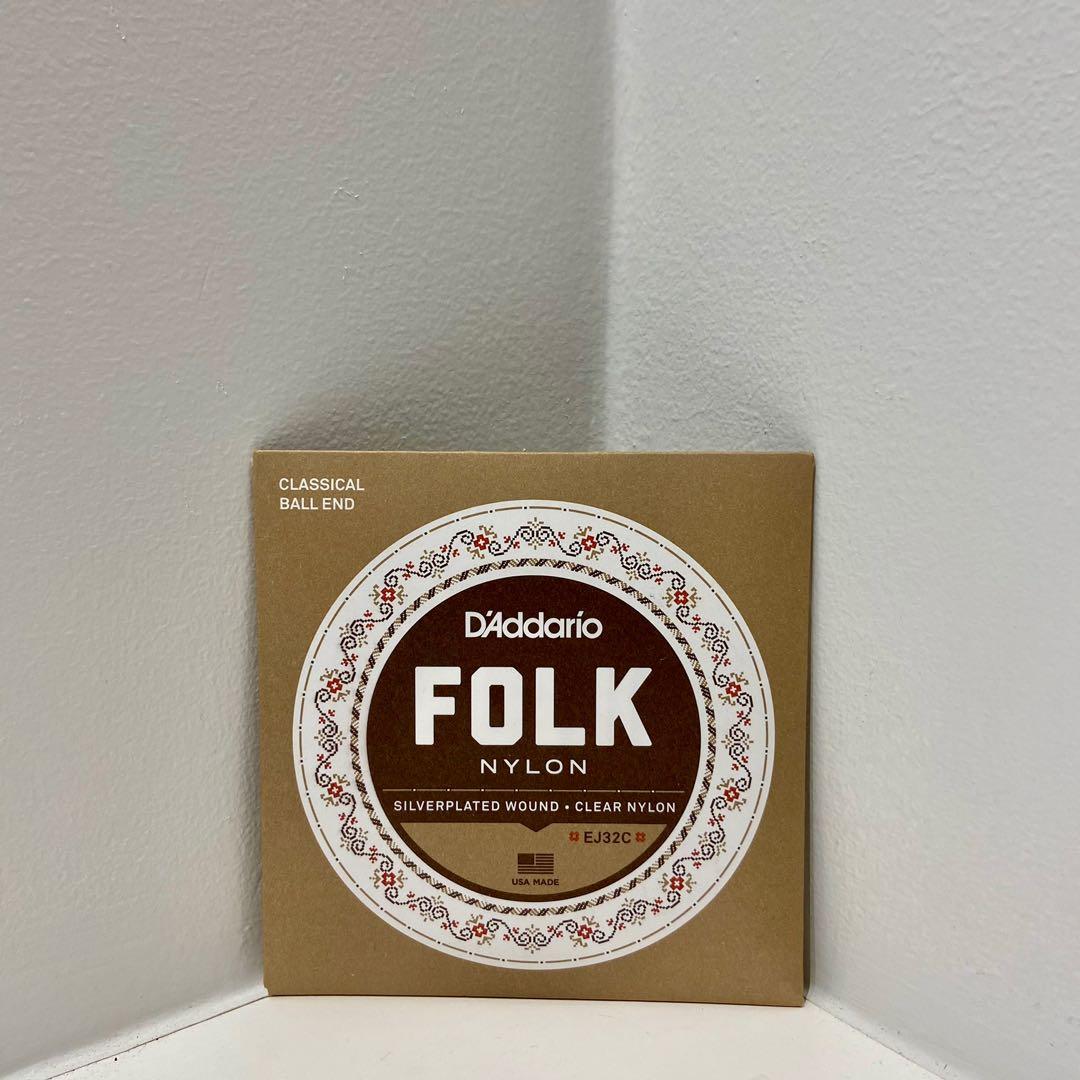 CLASSICAL
BALL END
D'Addario
FOLK
NYLON
SILVERPLATED WOUND • CLEAR NYLON
EJ32C
USA MADE